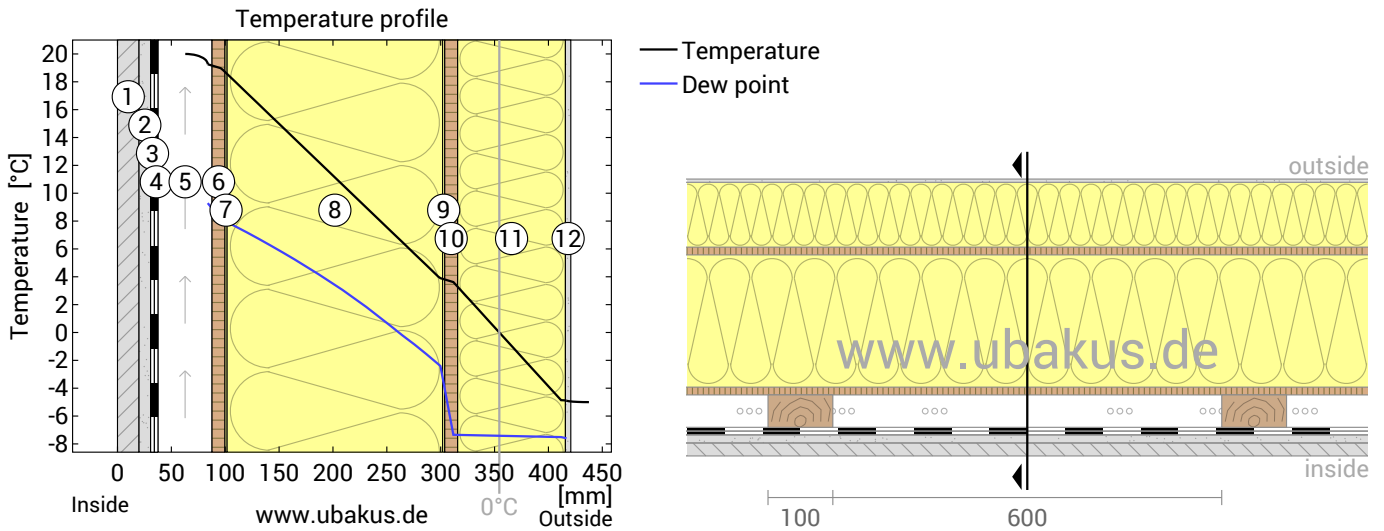 Temperature profile
Temperature [°C]
20
18
16
14
12
10
8
6
4
2
0
-2
-4
-6
-8
1
2
3
4
5
6
7
8
9
10
11
12
0 50 100 150 200 250 300 350 400 450
[mm]
Inside
www.ubakus.de
0°C
Outside
Temperature
Dew point
outside
www.ubakus.de
inside
100
600